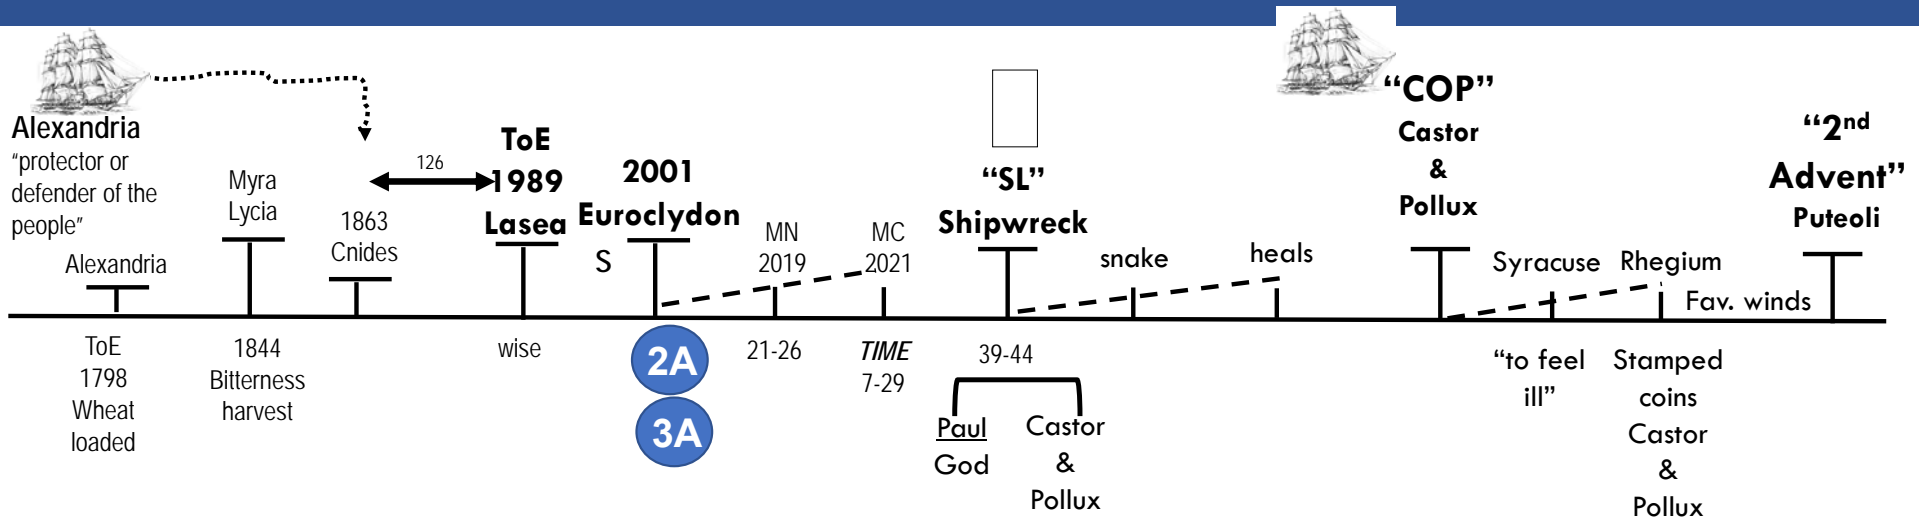 Alexandria
"protector or
defender of the
people"
Alexandria
ToE
1798
Wheat
loaded
Myra
Lycia
1844
Bitterness
harvest
1863
Cnides
126
ToE
1989
Lasea
wise
2001
Euroclydon
S
2A
3A
MN
2019
21-26
MC
2021
TIME
7-29
“SL”
Shipwreck
39-44
Paul
God
Castor
&
Pollux
snake
heals
“COP”
Castor
&
Pollux
Syracuse
“to feel
ill”
Rhegium
Stamped
coins
Castor
&
Pollux
Fav. winds
“2nd
Advent”
Puteoli